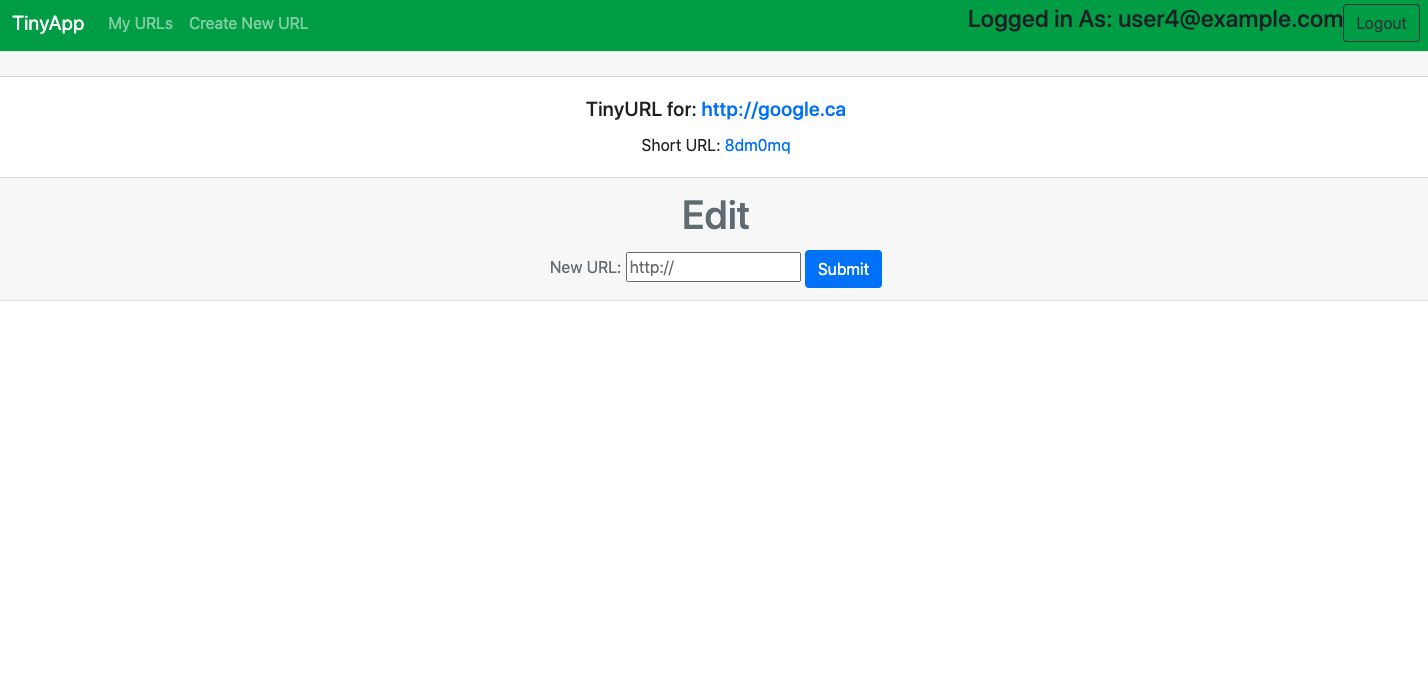 TinyApp My URLs Create New URL Logged in As: user4@example.com Logout
TinyURL for: http://google.ca
Short URL: 8dm0mq
Edit
New URL: http:// Submit